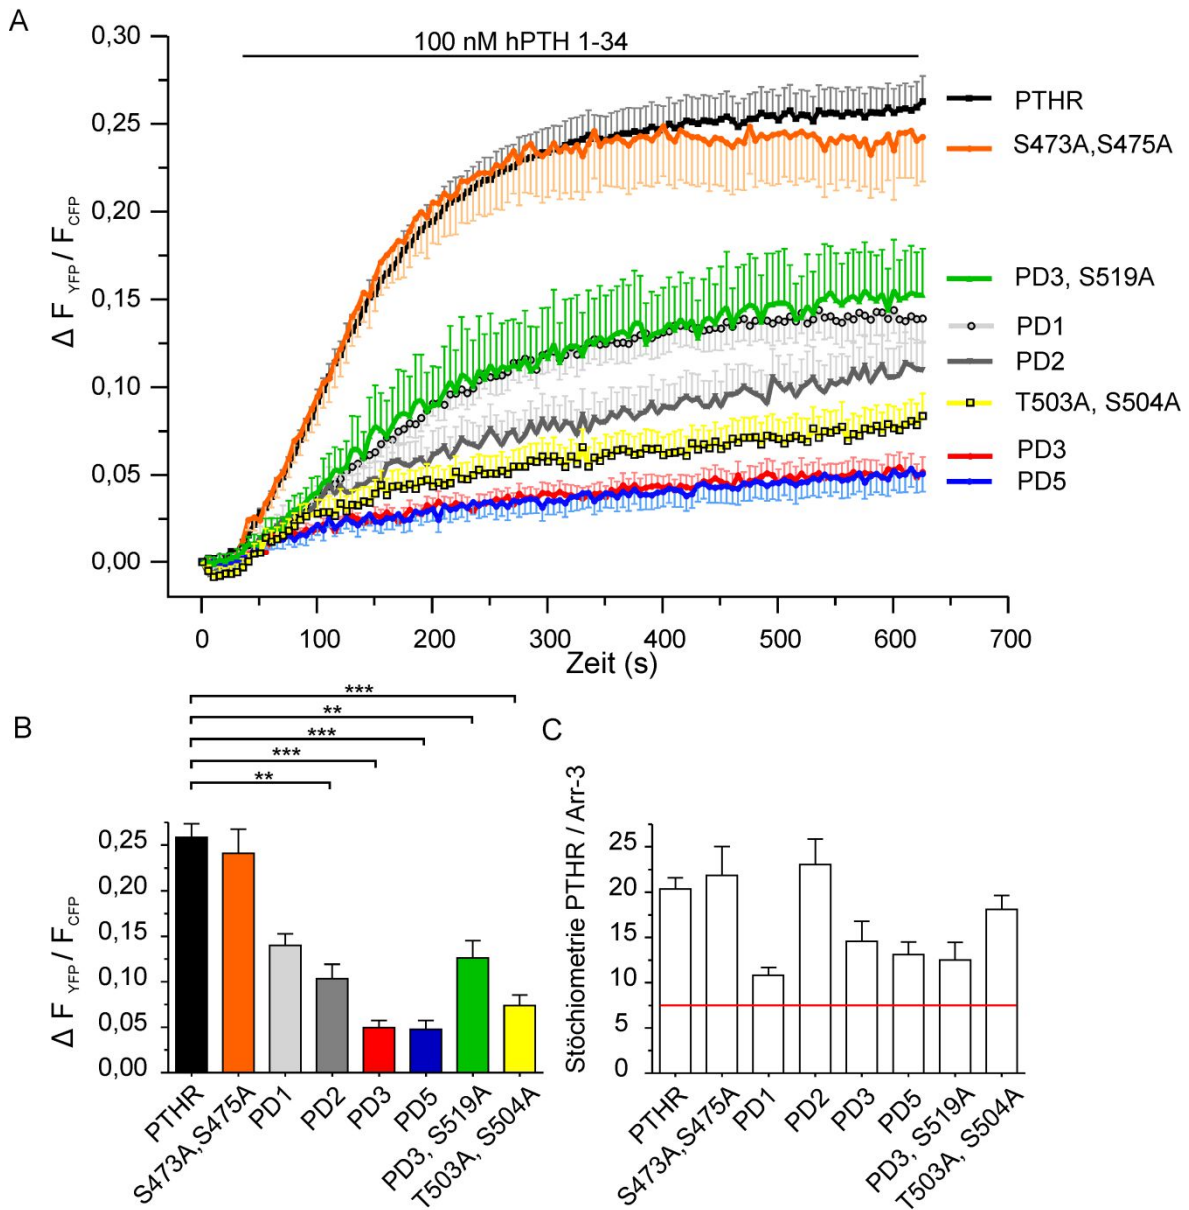 A
0,30
0,25
0,20
0,15
0,10
0,05
0,00
Δ F YFP / F CFP
100 nM hPTH 1-34
PTHR
S473A,S475A
PD3, S519A
PD1
PD2
T503A, S504A
PD3
PD5
0 100 200 300 400 500 600 700
Zeit (s)
B
***
**
***
***
**
0,25
0,20
0,15
0,10
0,05
0,00
Δ F YFP / F CFP
PTHR
S473A,S475A
PD1
PD2
PD3
PD5
PD3, S519A
T503A, S504A
C
Stöchiometrie PTHR / Arr-3
25
20
15
10
5
0
PTHR
S473A,S475A
PD1
PD2
PD3
PD5
PD3, S519A
T503A, S504A